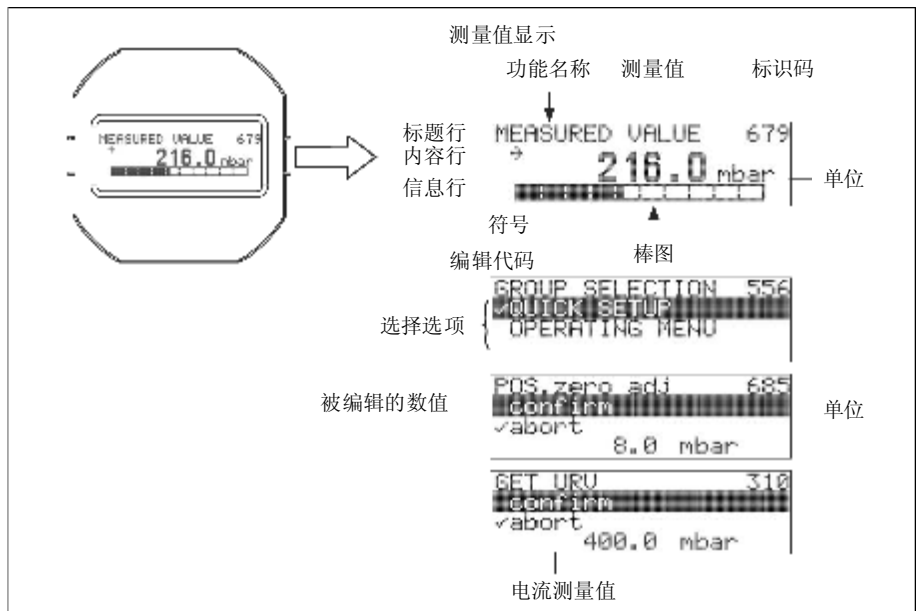 测量值显示
功能名称 测量值 标识码
MEASURED VALUE 679
216.0 mbar
标题行 MEASURED VALUE 679
内容行 216.0 mbar
信息行
单位
符号
棒图
编辑代码
GROUP SELECTION 556
✓QUICK SETUP
OPERATING MENU
选择选项
POS.zero adj 685
confirm
✓abort
8.0 mbar
被编辑的数值
单位
GET URV 310
confirm
✓abort
400.0 mbar
电流测量值